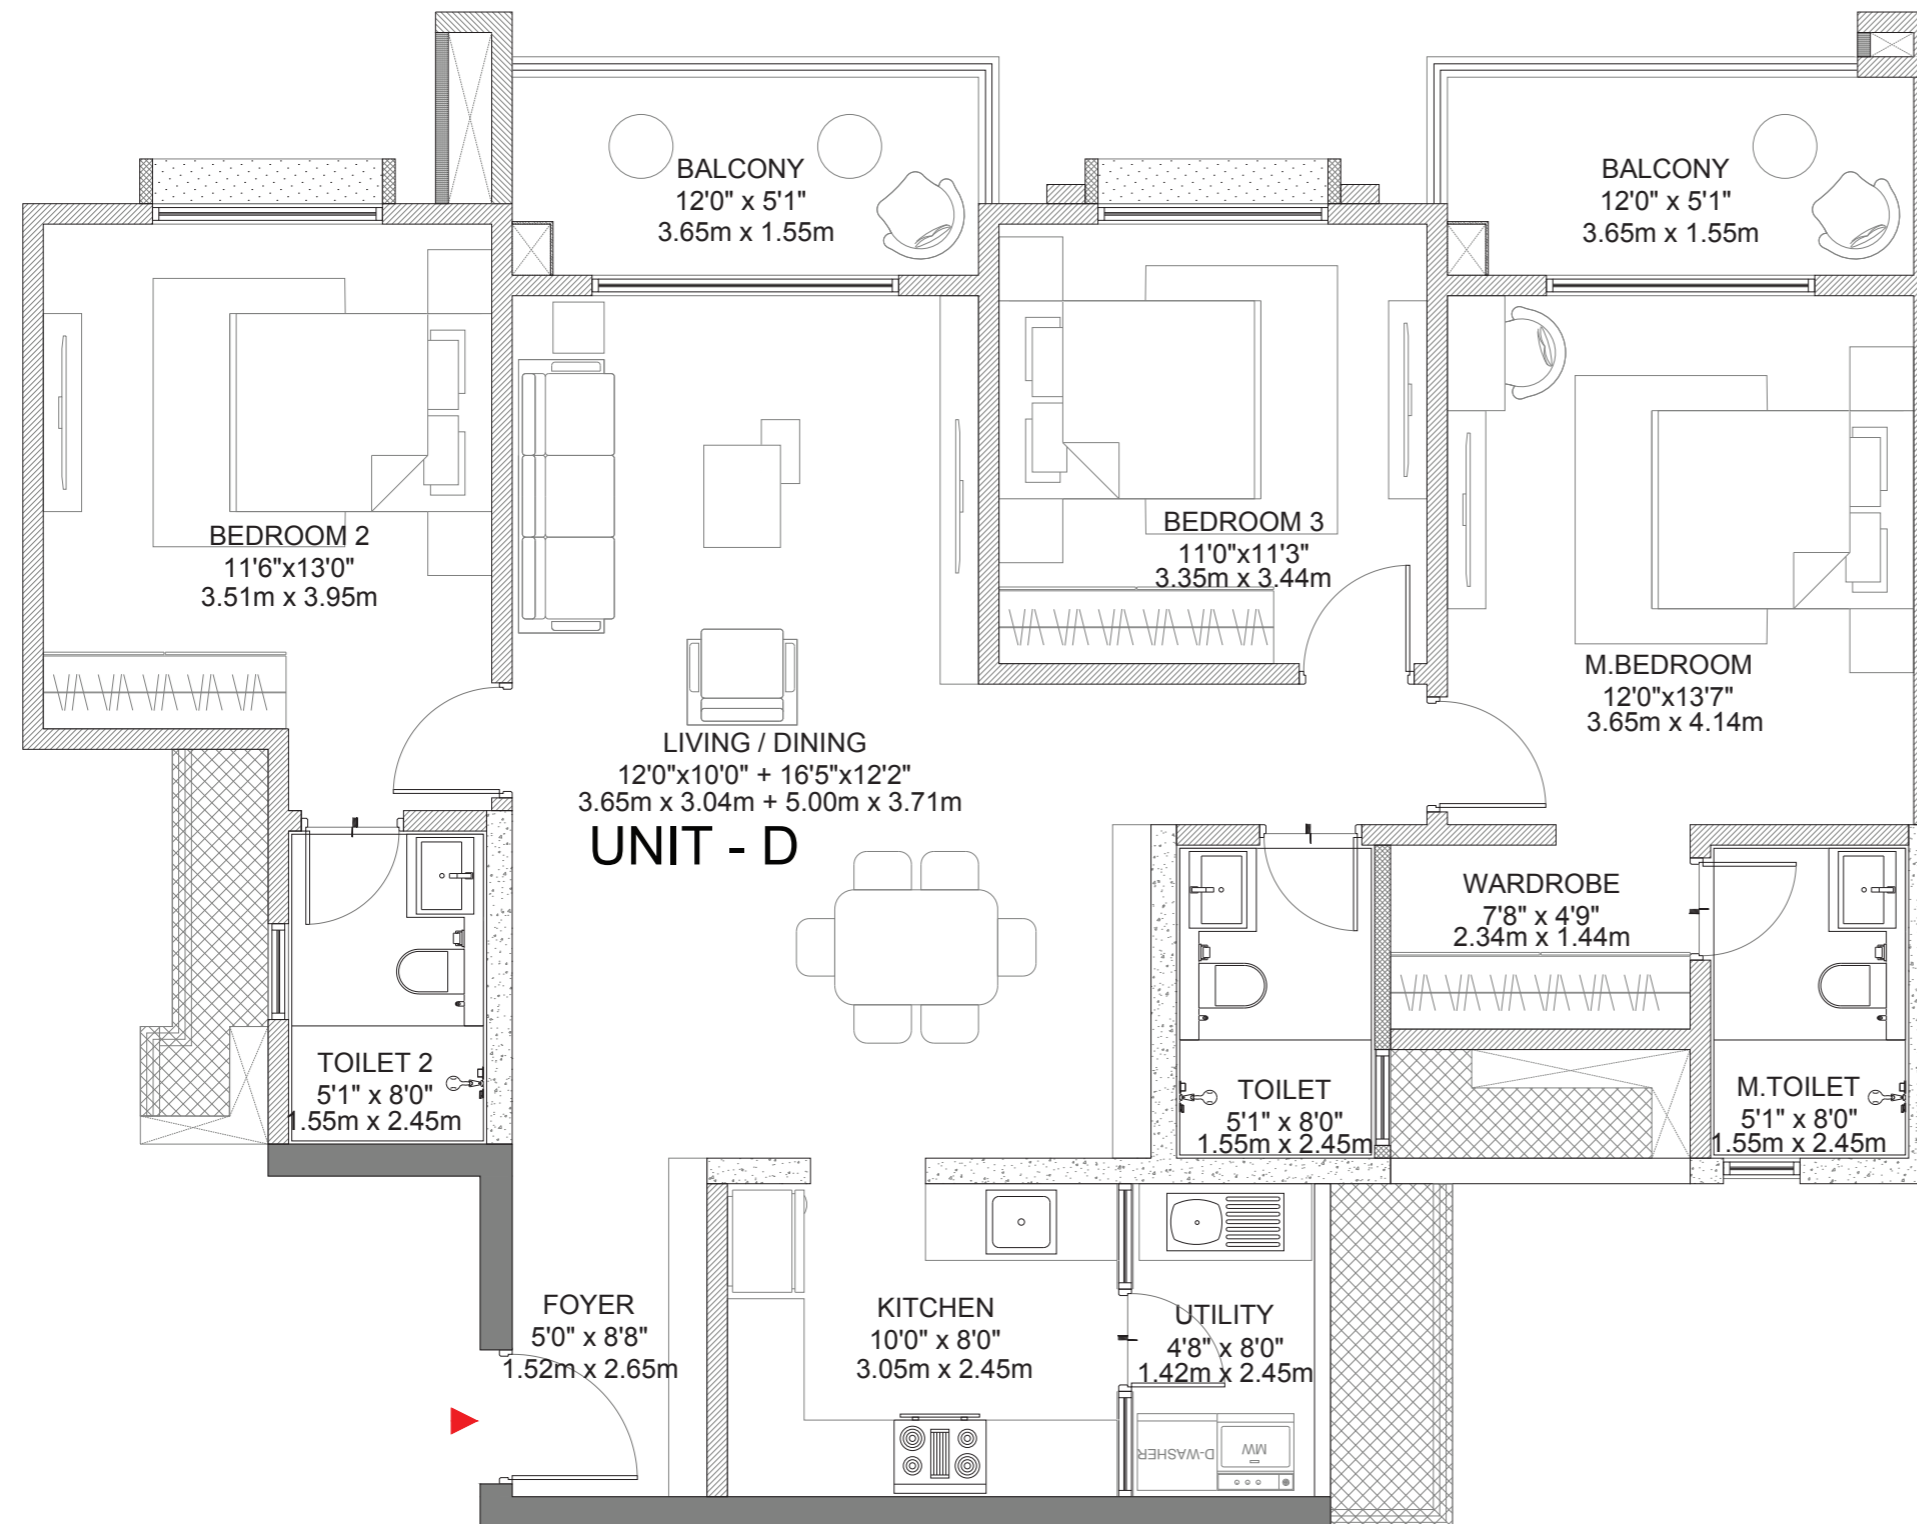 BALCONY
12'0" x 5'1"
3.65m x 1.55m
BALCONY
12'0" x 5'1"
3.65m x 1.55m
BEDROOM 2
11'6"x13'0"
3.51m x 3.95m
BEDROOM 3
11'0"x11'3"
3.35m x 3.44m
M.BEDROOM
12'0"x13'7"
3.65m x 4.14m
LIVING / DINING
12'0"x10'0" + 16'5"x12'2"
3.65m x 3.04m + 5.00m x 3.71m
UNIT - D
WARDROBE
7'8" x 4'9"
2.34m x 1.44m
TOILET 2
5'1" x 8'0"
1.55m x 2.45m
TOILET
5'1" x 8'0"
1.55m x 2.45m
M.TOILET
5'1" x 8'0"
1.55m x 2.45m
FOYER
5'0" x 8'8"
1.52m x 2.65m
KITCHEN
10'0" x 8'0"
3.05m x 2.45m
UTILITY
4'8" x 8'0"
1.42m x 2.45m
D-WASHER
MW